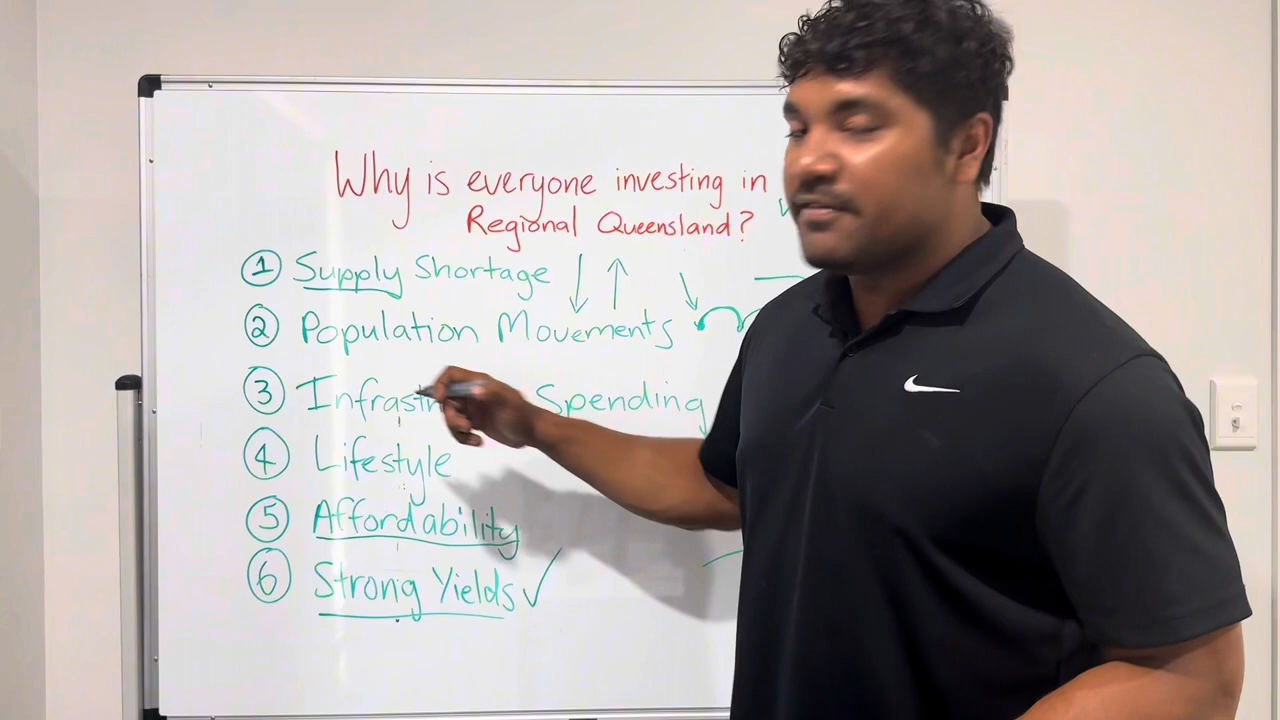 Why is everyone investing in
Regional Queensland?
1 Supply Shortage
2 Population Movements
3 Spending
4 Lifestyle
5 Affordability
6 Strong Yields